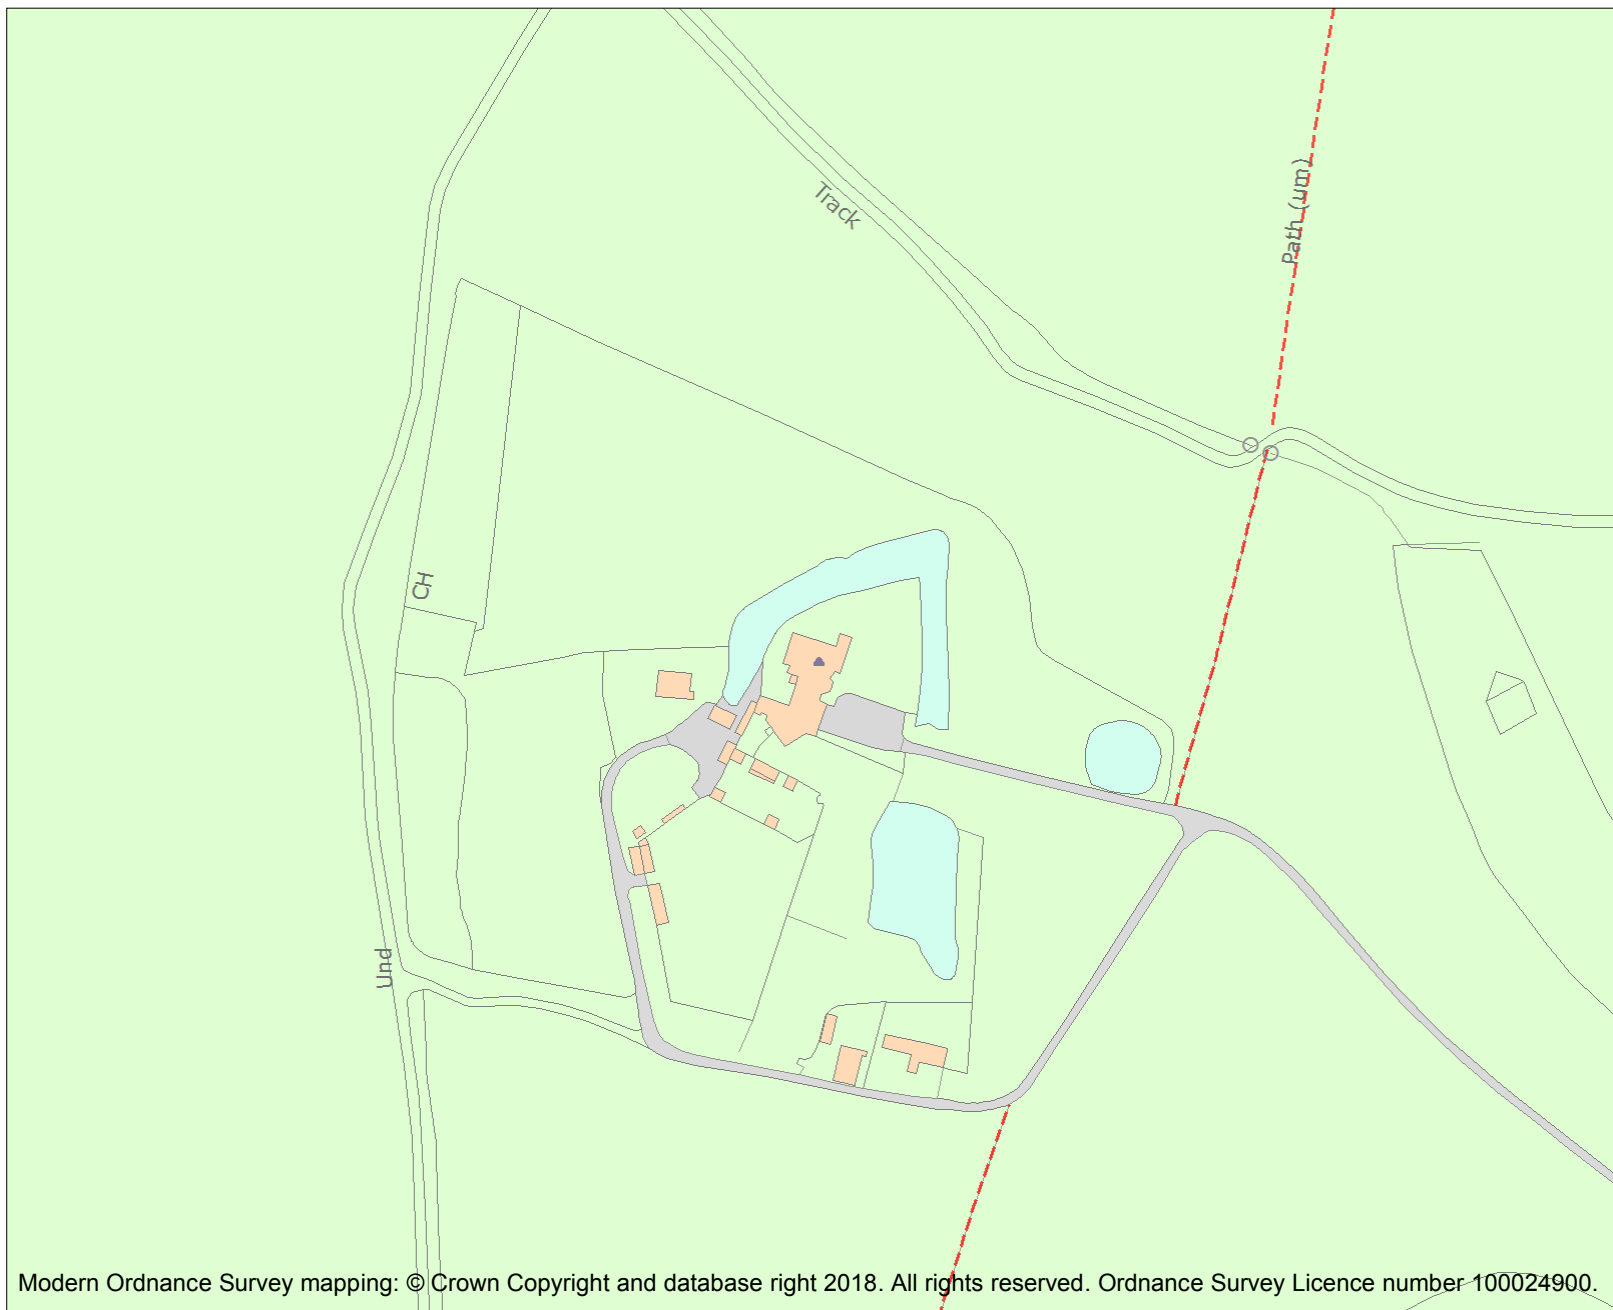 Track
Path (um)
CH
Und
Modern Ordnance Survey mapping: © Crown Copyright and database right 2018. All rights reserved. Ordnance Survey Licence number 100024900.